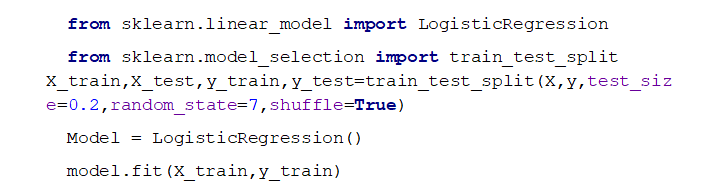 from sklearn.linear_model import LogisticRegression
from sklearn.model_selection import train_test_split
X_train,X_test,y_train,y_test=train_test_split(X,y,test_siz
e=0.2,random_state=7,shuffle=True)
Model = LogisticRegression()
model.fit(X_train,y_train)